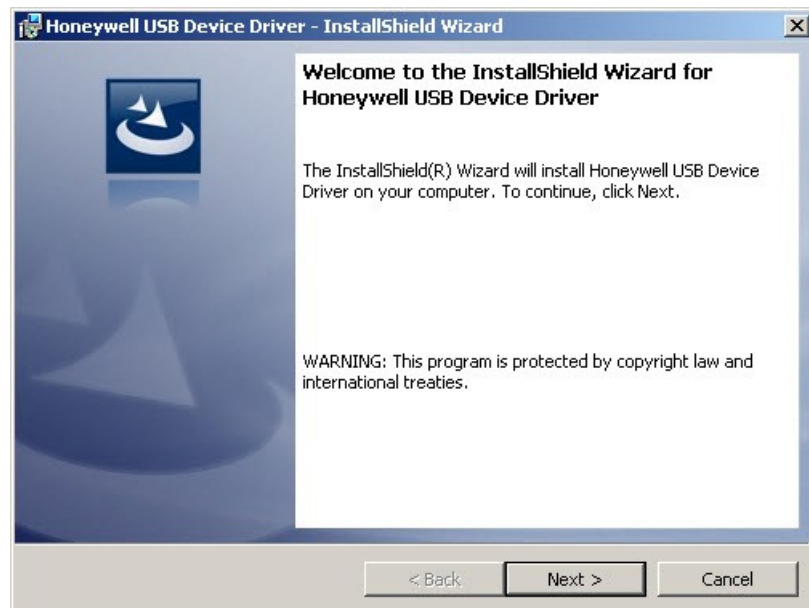 Honeywell USB Device Driver - InstallShield Wizard
Welcome to the InstallShield Wizard for
Honeywell USB Device Driver
The InstallShield(R) Wizard will install Honeywell USB Device
Driver on your computer. To continue, click Next.
WARNING: This program is protected by copyright law and
international treaties.
< Back
Next >
Cancel